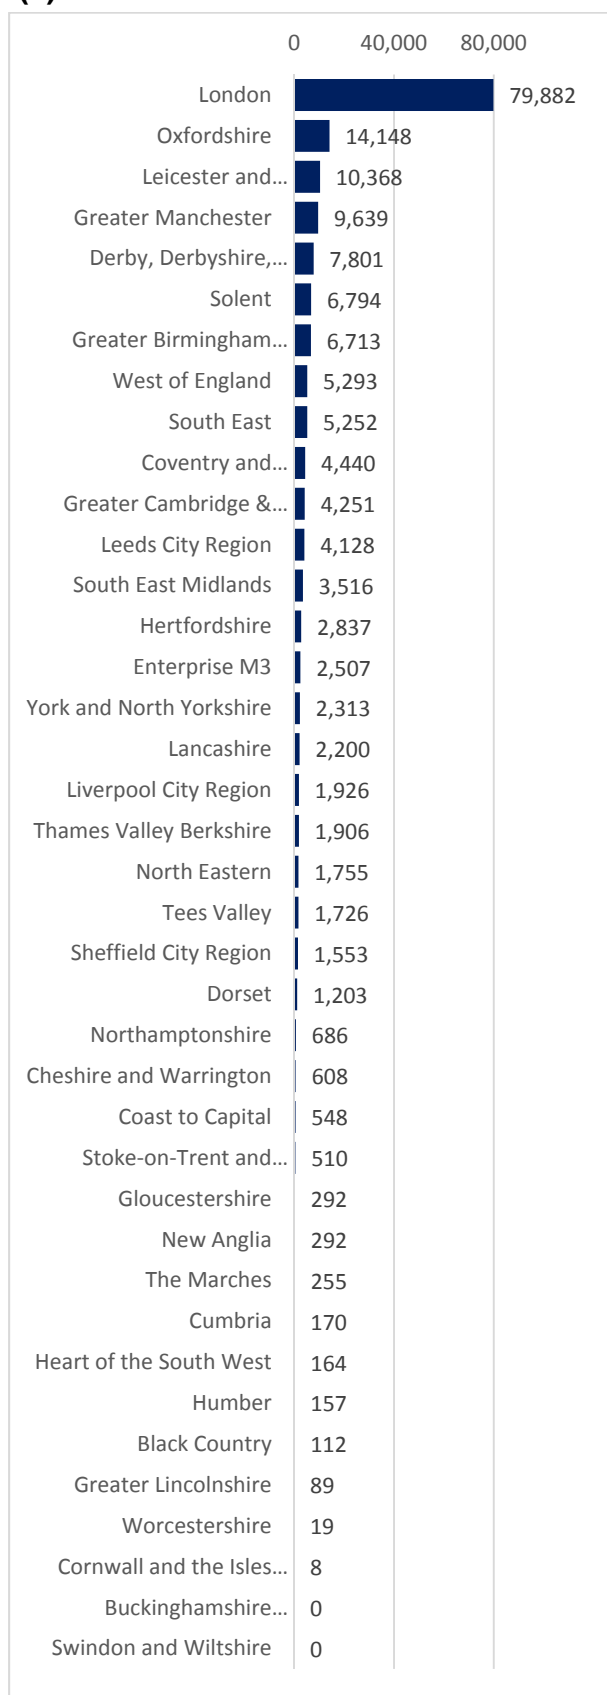 0 40,000 80,000
London 79,882
Oxfordshire 14,148
Leicester and... 10,368
Greater Manchester 9,639
Derby, Derbyshire,... 7,801
Solent 6,794
Greater Birmingham... 6,713
West of England 5,293
South East 5,252
Coventry and... 4,440
Greater Cambridge &... 4,251
Leeds City Region 4,128
South East Midlands 3,516
Hertfordshire 2,837
Enterprise M3 2,507
York and North Yorkshire 2,313
Lancashire 2,200
Liverpool City Region 1,926
Thames Valley Berkshire 1,906
North Eastern 1,755
Tees Valley 1,726
Sheffield City Region 1,553
Dorset 1,203
Northamptonshire 686
Cheshire and Warrington 608
Coast to Capital 548
Stoke-on-Trent and... 510
Gloucestershire 292
New Anglia 292
The Marches 255
Cumbria 170
Heart of the South West 164
Humber 157
Black Country 112
Greater Lincolnshire 89
Worcestershire 19
Cornwall and the Isles... 8
Buckinghamshire... 0
Swindon and Wiltshire 0